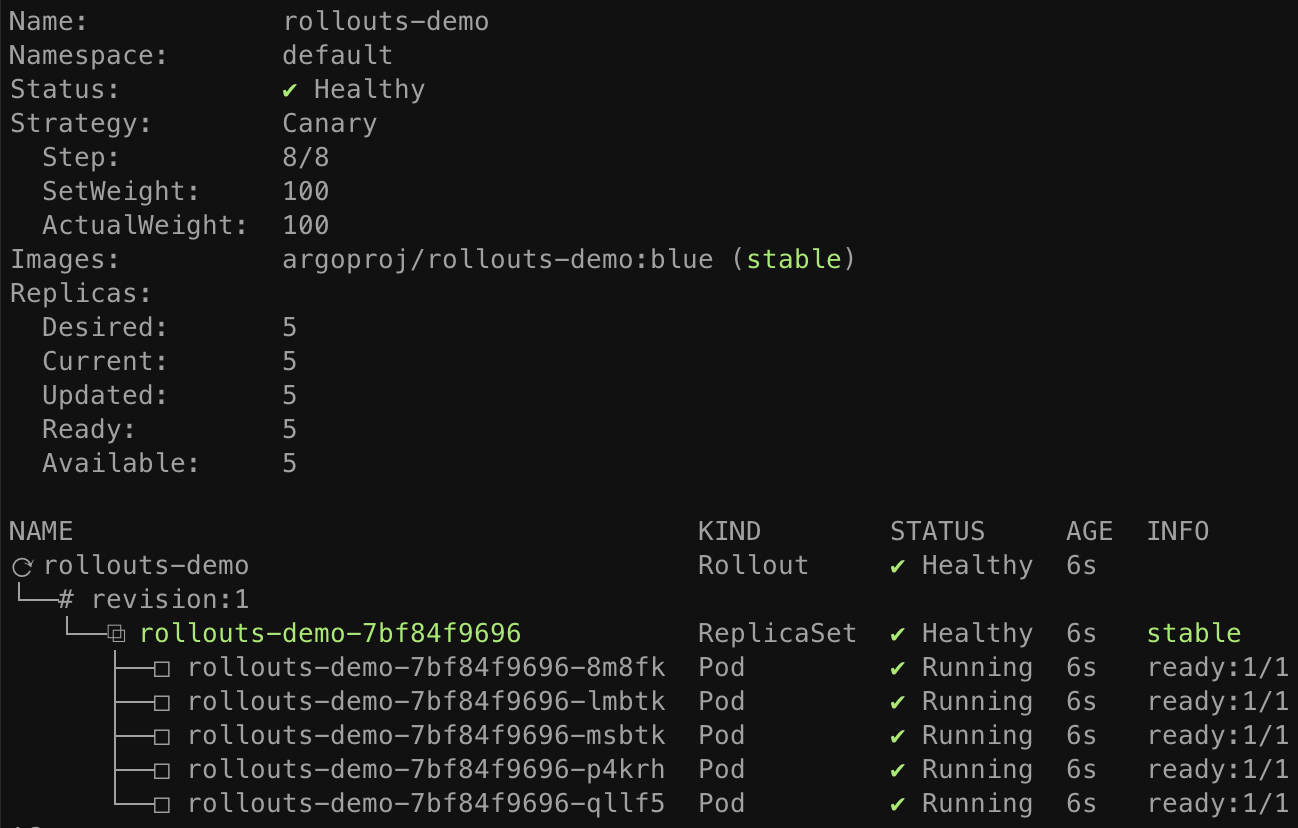 Name: rollouts-demo
Namespace: default
Status: ✔ Healthy
Strategy: Canary
Step: 8/8
SetWeight: 100
ActualWeight: 100
Images: argoproj/rollouts-demo:blue (stable)
Replicas:
Desired: 5
Current: 5
Updated: 5
Ready: 5
Available: 5
NAME KIND STATUS AGE INFO
⟳ rollouts-demo Rollout ✔ Healthy 6s
└──# revision:1
└──⧉ rollouts-demo-7bf84f9696 ReplicaSet ✔ Healthy 6s stable
├──□ rollouts-demo-7bf84f9696-8m8fk Pod ✔ Running 6s ready:1/1
├──□ rollouts-demo-7bf84f9696-lmbtk Pod ✔ Running 6s ready:1/1
├──□ rollouts-demo-7bf84f9696-msbtk Pod ✔ Running 6s ready:1/1
├──□ rollouts-demo-7bf84f9696-p4krh Pod ✔ Running 6s ready:1/1
└──□ rollouts-demo-7bf84f9696-qllf5 Pod ✔ Running 6s ready:1/1